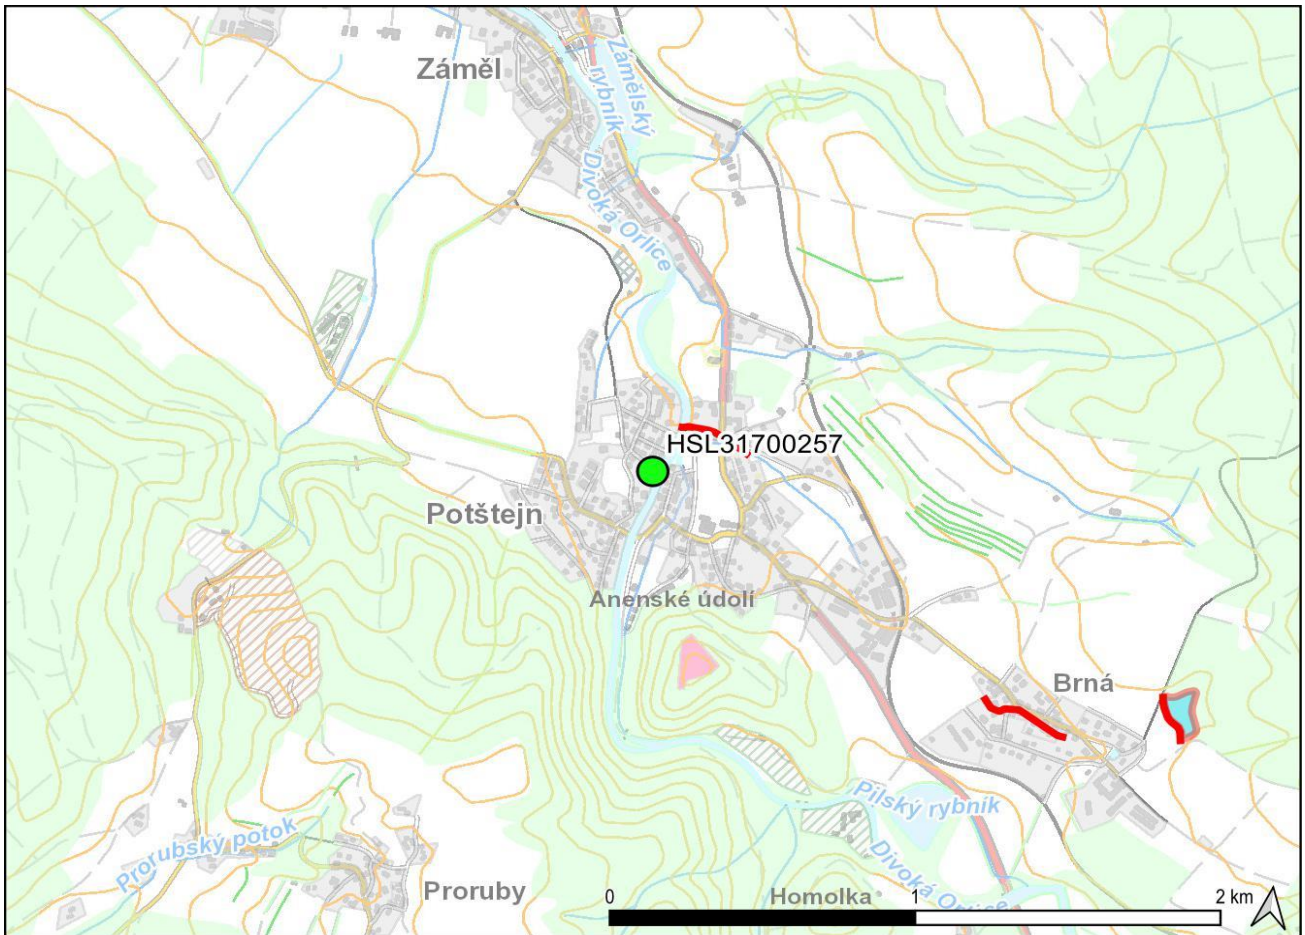 Záměl
Zámělský
rybník
Divoká Orlice
HSL31700257
Potštejn
Anenské údolí
Brná
Pilský rybník
Prorubský potok
Divoká Orlice
Proruby
Homolka
0
1
2 km